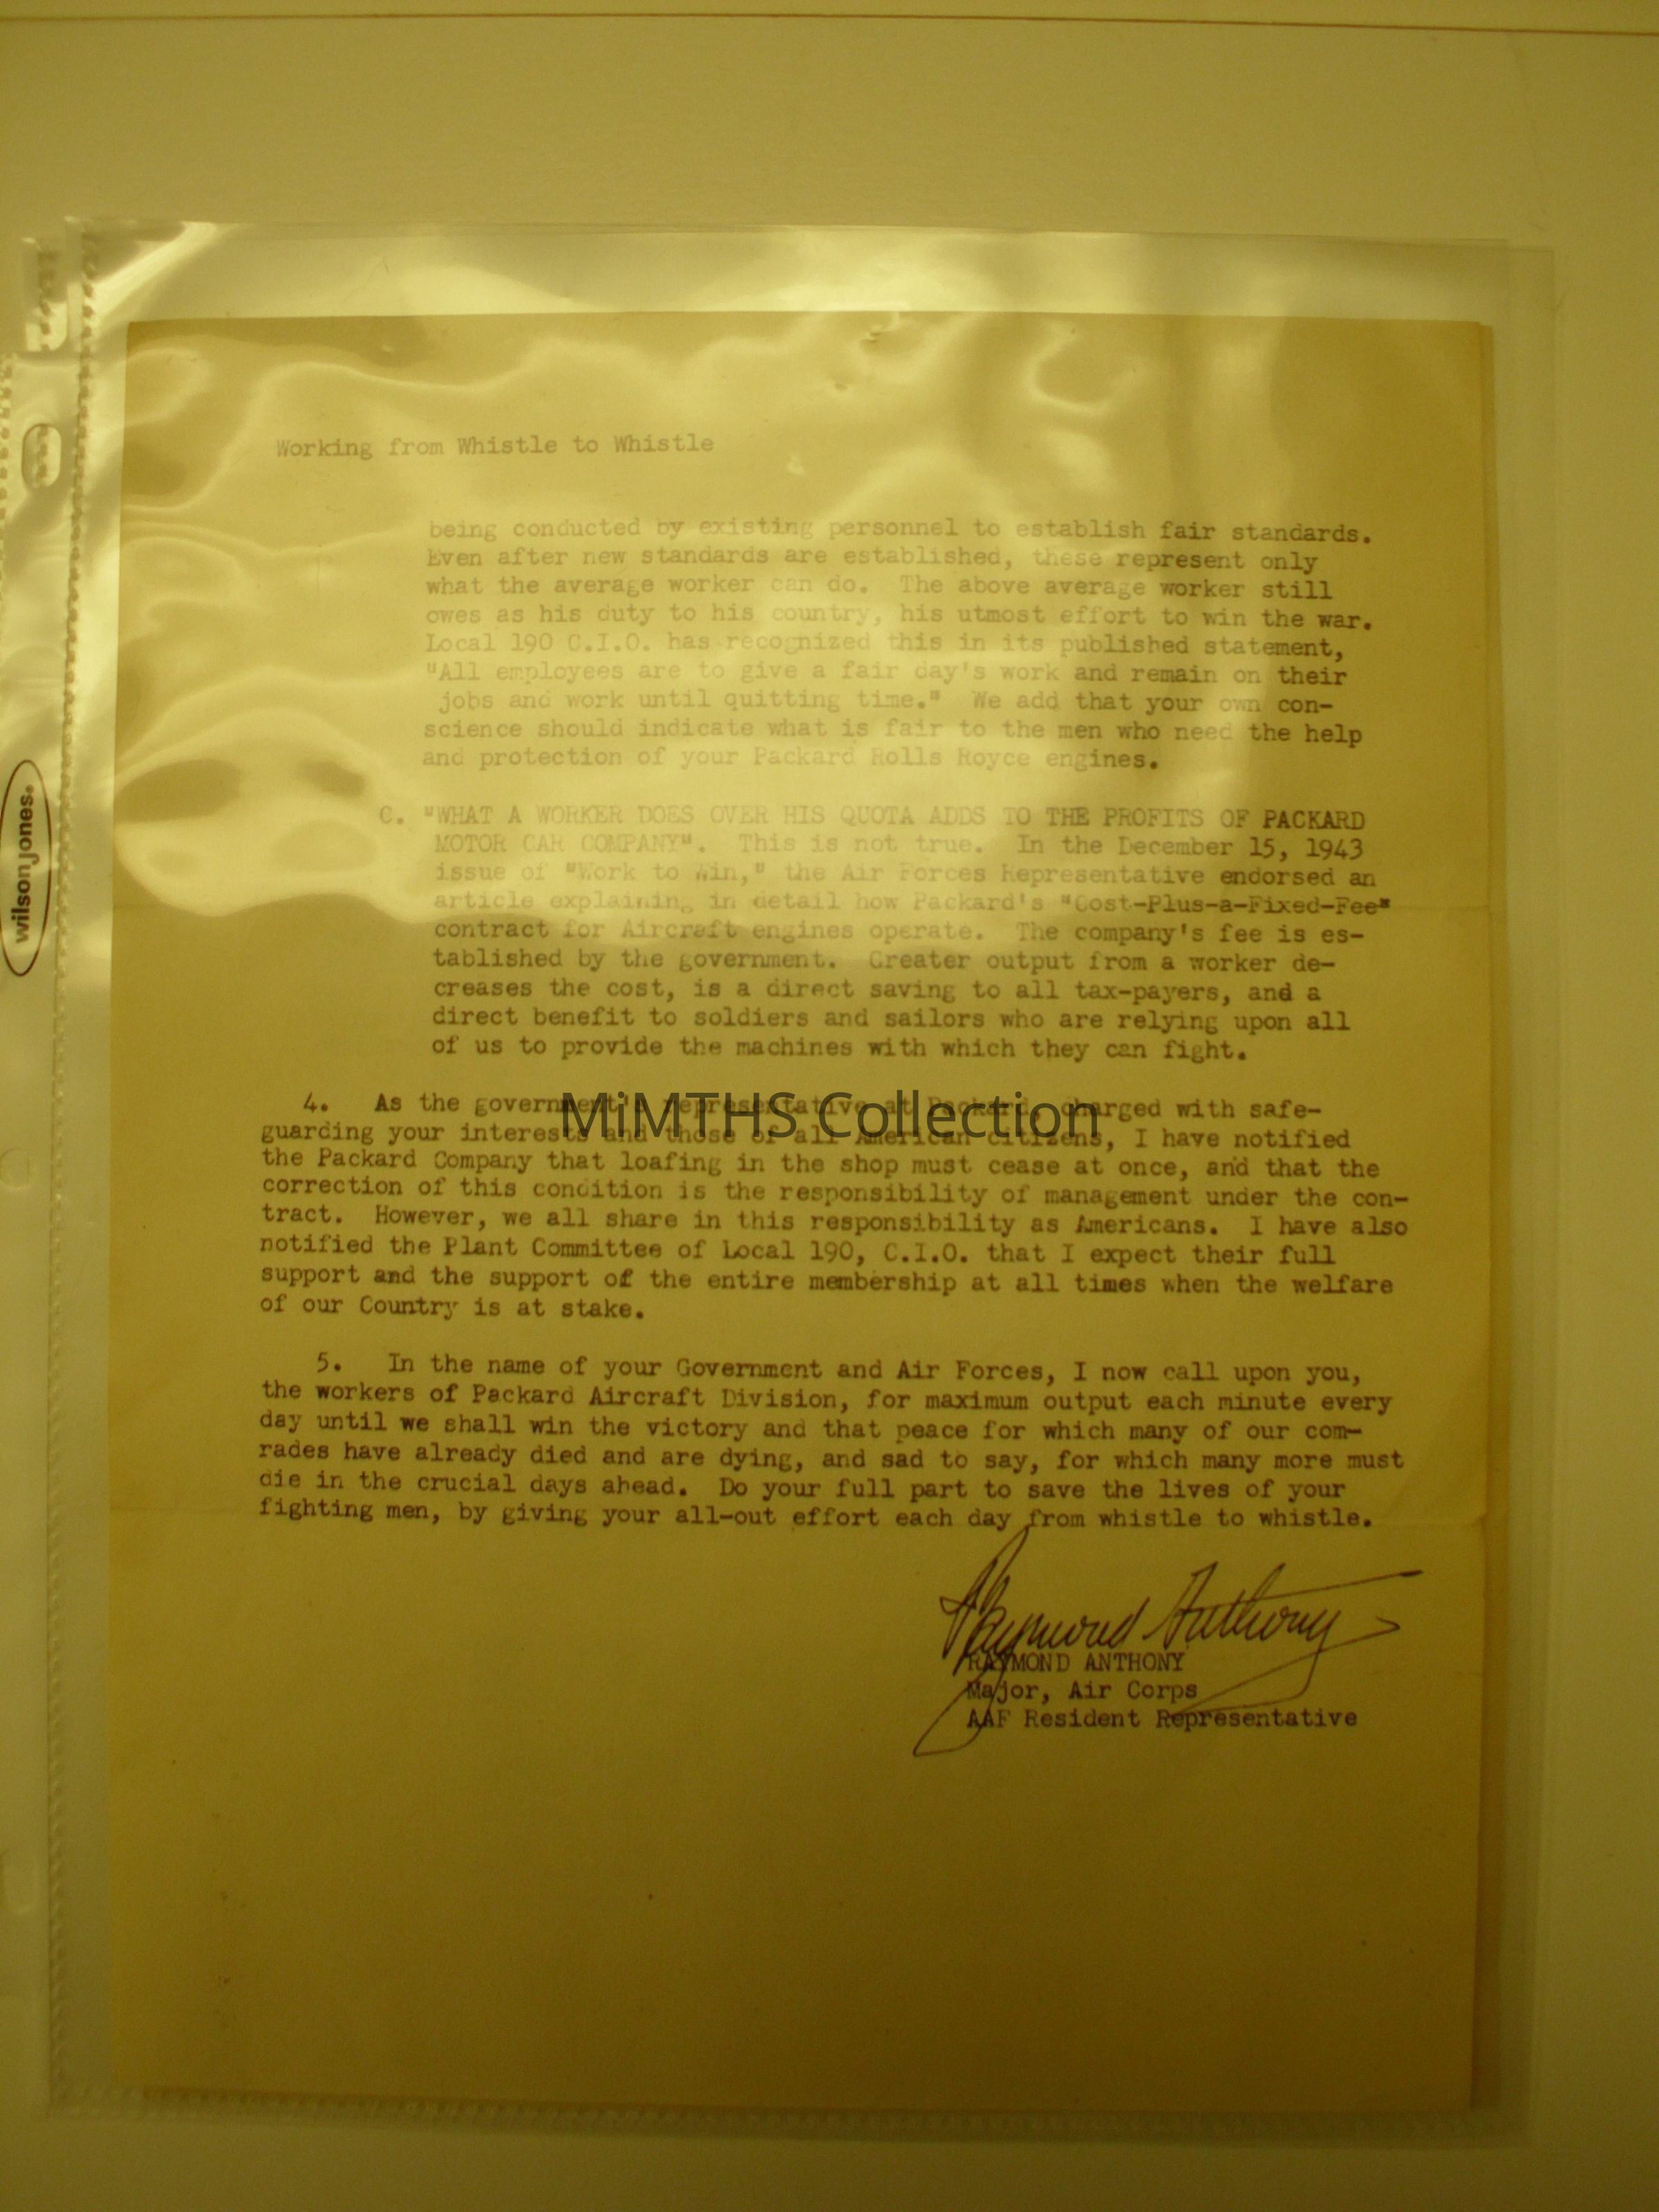 Working from Whistle to Whistle
being conducted by existing personnel to establish fair standards.
Even after new standards are established, these represent only
what the average worker can do. The above average worker still
owes as his duty to his country, his utmost effort to win the war.
Local 190 C.I.O. has recognized this in its published statement,
"All employees are to give a fair day's work and remain on their
jobs and work until quitting time." We add that your own con-
science should indicate what is fair to the men who need the help
and protection of your Packard Rolls Royce engines.
C. "WHAT A WORKER DOES OVER HIS QUOTA ADDS TO THE PROFITS OF PACKARD
MOTOR CAR COMPANY". This is not true. In the December 15, 1943
issue of "Work to Win," the Air Forces Representative endorsed an
article explaining in detail how Packard's "Cost-Plus-a-Fixed-Fee"
contract for Aircraft engines operate. The company's fee is es-
tablished by the government. Greater output from a worker de-
creases the cost, is a direct saving to all tax-payers, and a
direct benefit to soldiers and sailors who are relying upon all
of us to provide the machines with which they can fight.
4. As the government's representative at Packard, charged with safe-
guarding your interests and those of all American citizens, I have notified
the Packard Company that loafing in the shop must cease at once, and that the
correction of this condition is the responsibility of management under the con-
tract. However, we all share in this responsibility as Americans. I have also
notified the Plant Committee of Local 190, C.I.O. that I expect their full
support and the support of the entire membership at all times when the welfare
of our Country is at stake.
5. In the name of your Government and Air Forces, I now call upon you,
the workers of Packard Aircraft Division, for maximum output each minute every
day until we shall win the victory and that peace for which many of our com-
rades have already died and are dying, and sad to say, for which many more must
die in the crucial days ahead. Do your full part to save the lives of your
fighting men, by giving your all-out effort each day from whistle to whistle.
Raymond Anthony
RAYMOND ANTHONY
Major, Air Corps
AAF Resident Representative
wilson jones.
MiMTHS Collection